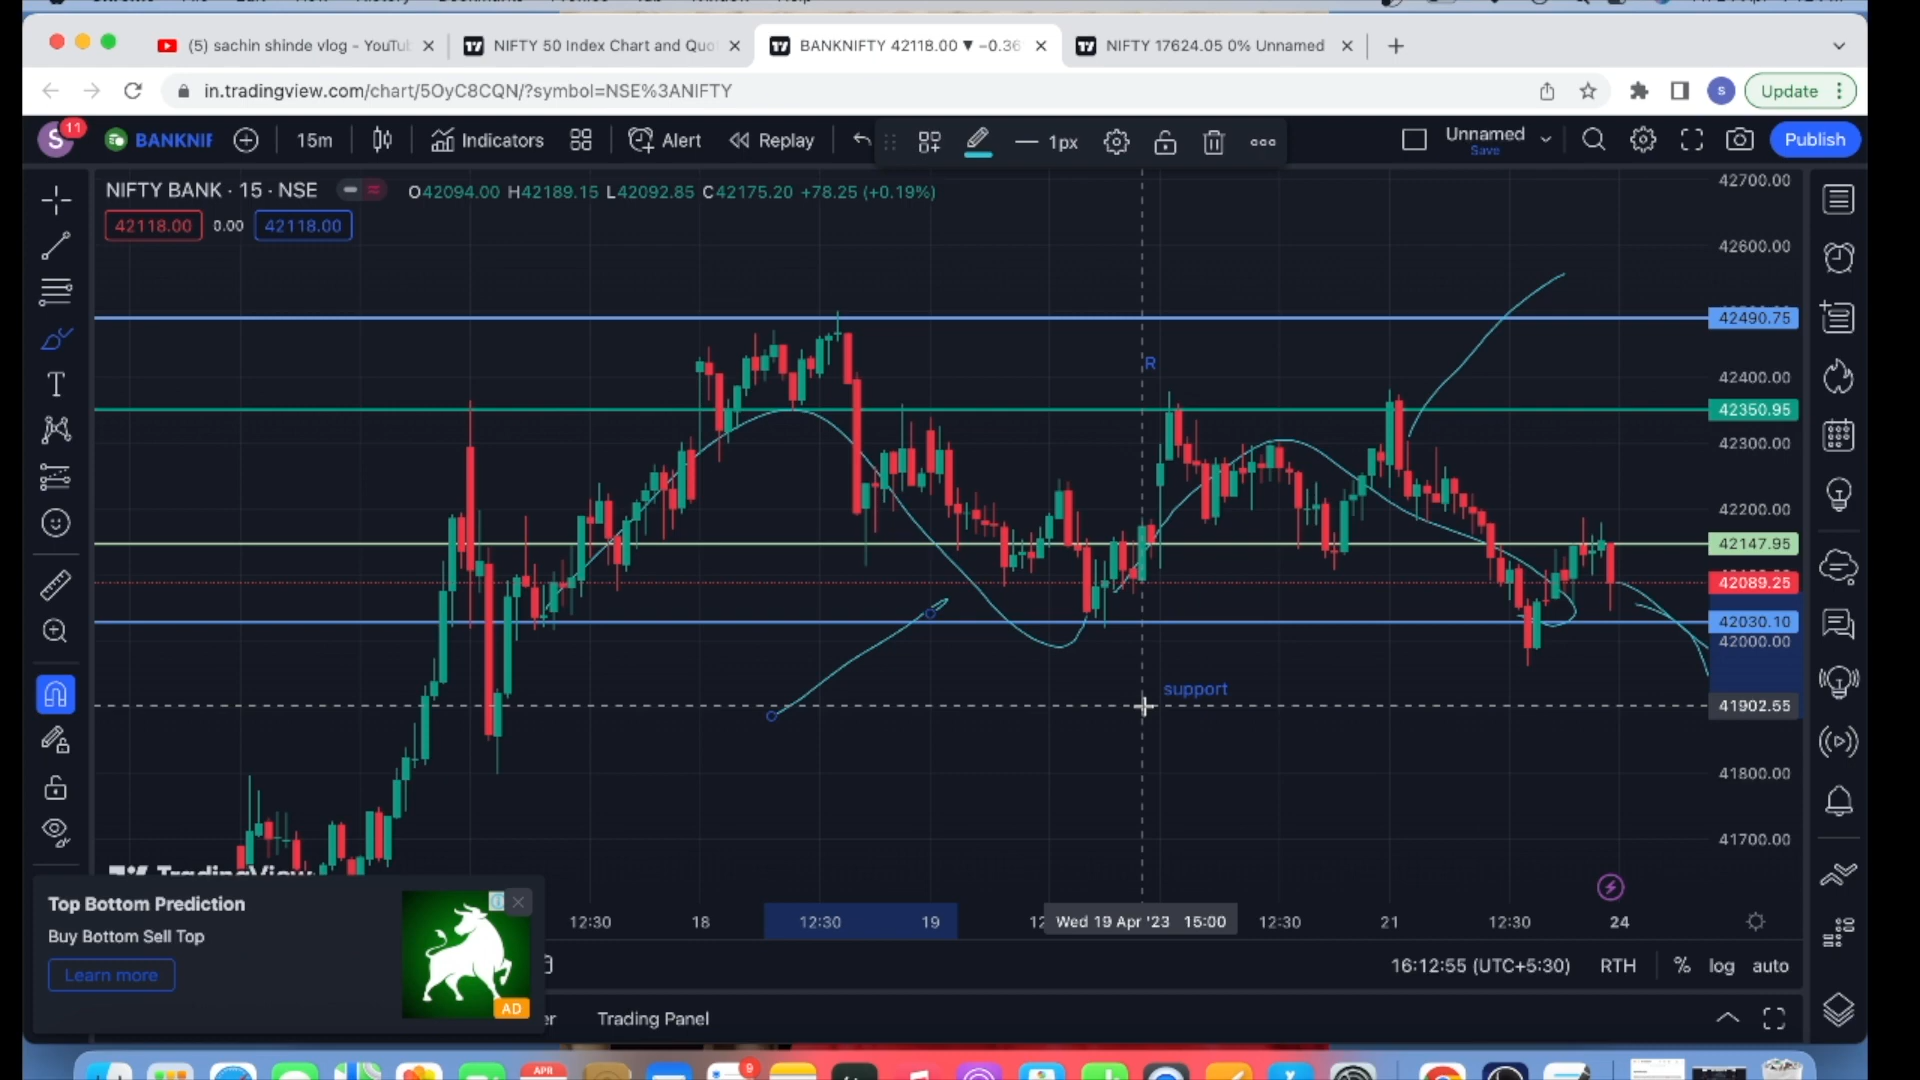 (5) sachin shinde vlog - YouTu
NIFTY 50 Index Chart and Quo
BANKNIFTY 42118.00 ▼ −0.36
NIFTY 17624.05 0% Unnamed
in.tradingview.com/chart/5OyC8CQN/?symbol=NSE%3ANIFTY
S
Update
S
11
BANKNIF
15m
Indicators
Alert
Replay
1px
Unnamed
Save
Publish
NIFTY BANK · 15 · NSE
O42094.00 H42189.15 L42092.85 C42175.20 +78.25 (+0.19%)
42118.00 0.00 42118.00
42700.00
42600.00
42490.75
R
42400.00
42350.95
42300.00
42200.00
42147.95
42089.25
42030.10
42000.00
support
41902.55
41800.00
41700.00
TradingView
Top Bottom Prediction
Buy Bottom Sell Top
Learn more
AD
12:30 18 12:30 19 Wed 19 Apr '23 15:00 12:30 21 12:30 24
16:12:55 (UTC+5:30) RTH % log auto
er Trading Panel
APR
9